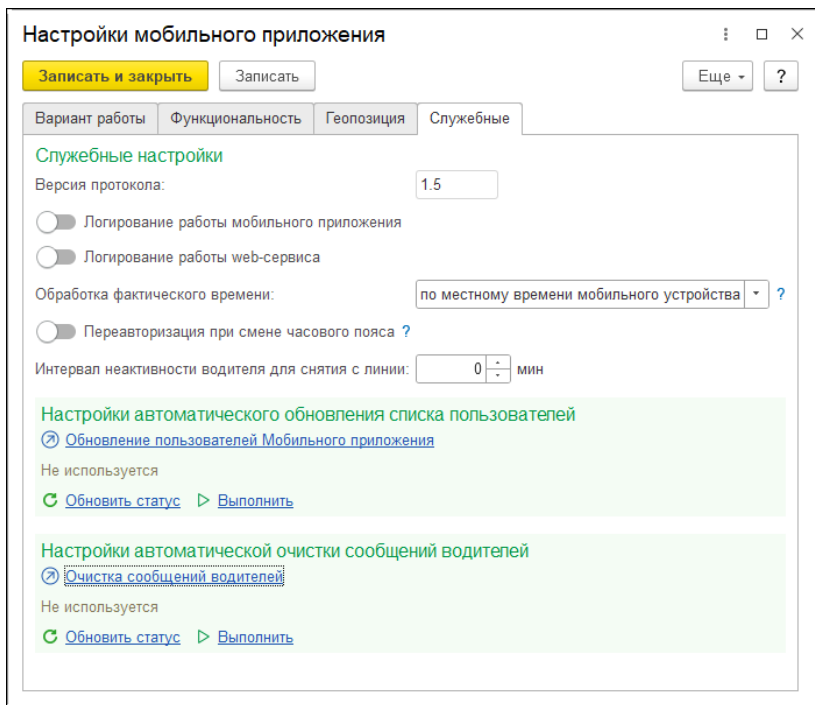 Настройки мобильного приложения
Записать и закрыть Записать Еще ?
Вариант работы Функциональность Геопозиция Служебные
Служебные настройки
Версия протокола: 1.5
Логирование работы мобильного приложения
Логирование работы web-сервиса
Обработка фактического времени: по местному времени мобильного устройства ?
Переавторизация при смене часового пояса ?
Интервал неактивности водителя для снятия с линии: 0 мин
Настройки автоматического обновления списка пользователей
Обновление пользователей Мобильного приложения
Не используется
Обновить статус Выполнить
Настройки автоматической очистки сообщений водителей
Очистка сообщений водителей
Не используется
Обновить статус Выполнить